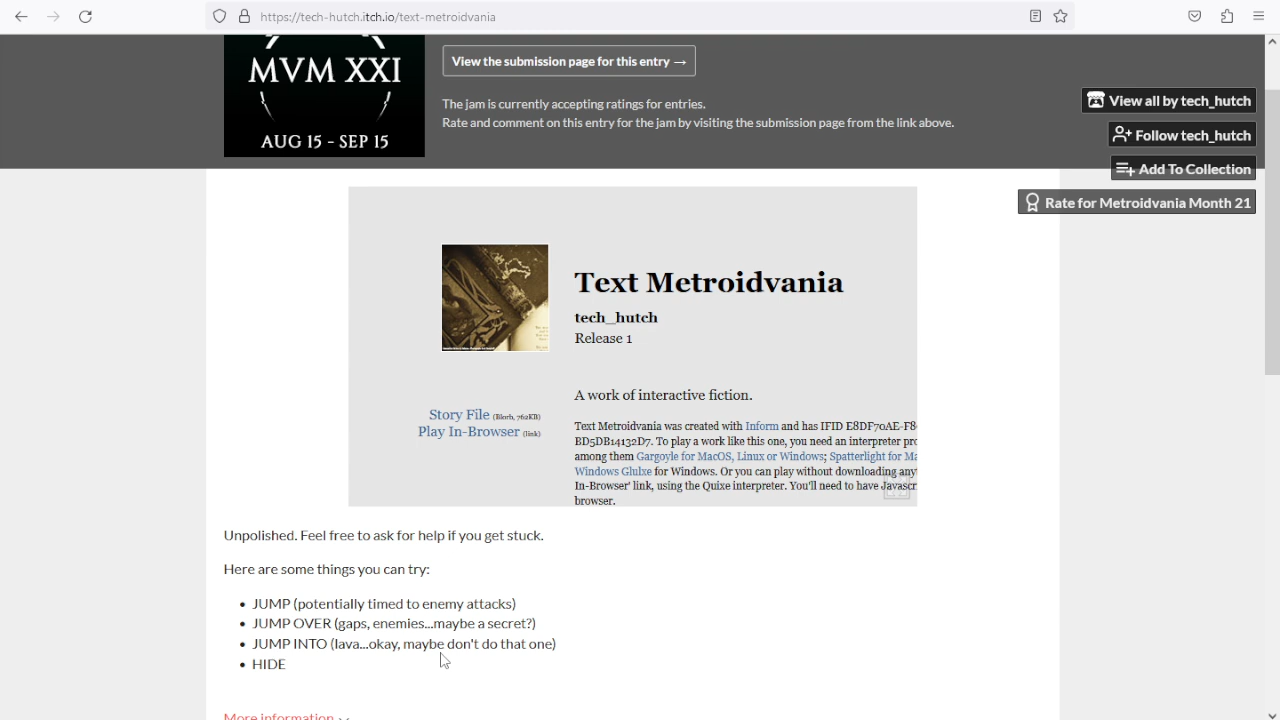 https://tech-hutch.itch.io/text-metroidvania
MVM XXI
AUG 15 - SEP 15
View the submission page for this entry →
The jam is currently accepting ratings for entries.
Rate and comment on this entry for the jam by visiting the submission page from the link above.
View all by tech_hutch
Follow tech_hutch
Add To Collection
Rate for Metroidvania Month 21
Text Metroidvania
tech_hutch
Release 1
A work of interactive fiction.
Story File (Blorb, 762KB)
Play In-Browser (link)
Text Metroidvania was created with Inform and has IFID E8DF70AE-F8
BD5DB14132D7. To play a work like this one, you need an interpreter pro
among them Gargoyle for MacOS, Linux or Windows; Spatterlight for Ma
Windows Glulxe for Windows. Or you can play without downloading any
In-Browser' link, using the Quixe interpreter. You'll need to have Javascr
browser.
Unpolished. Feel free to ask for help if you get stuck.
Here are some things you can try:
• JUMP (potentially timed to enemy attacks)
• JUMP OVER (gaps, enemies...maybe a secret?)
• JUMP INTO (lava...okay, maybe don't do that one)
• HIDE
More information